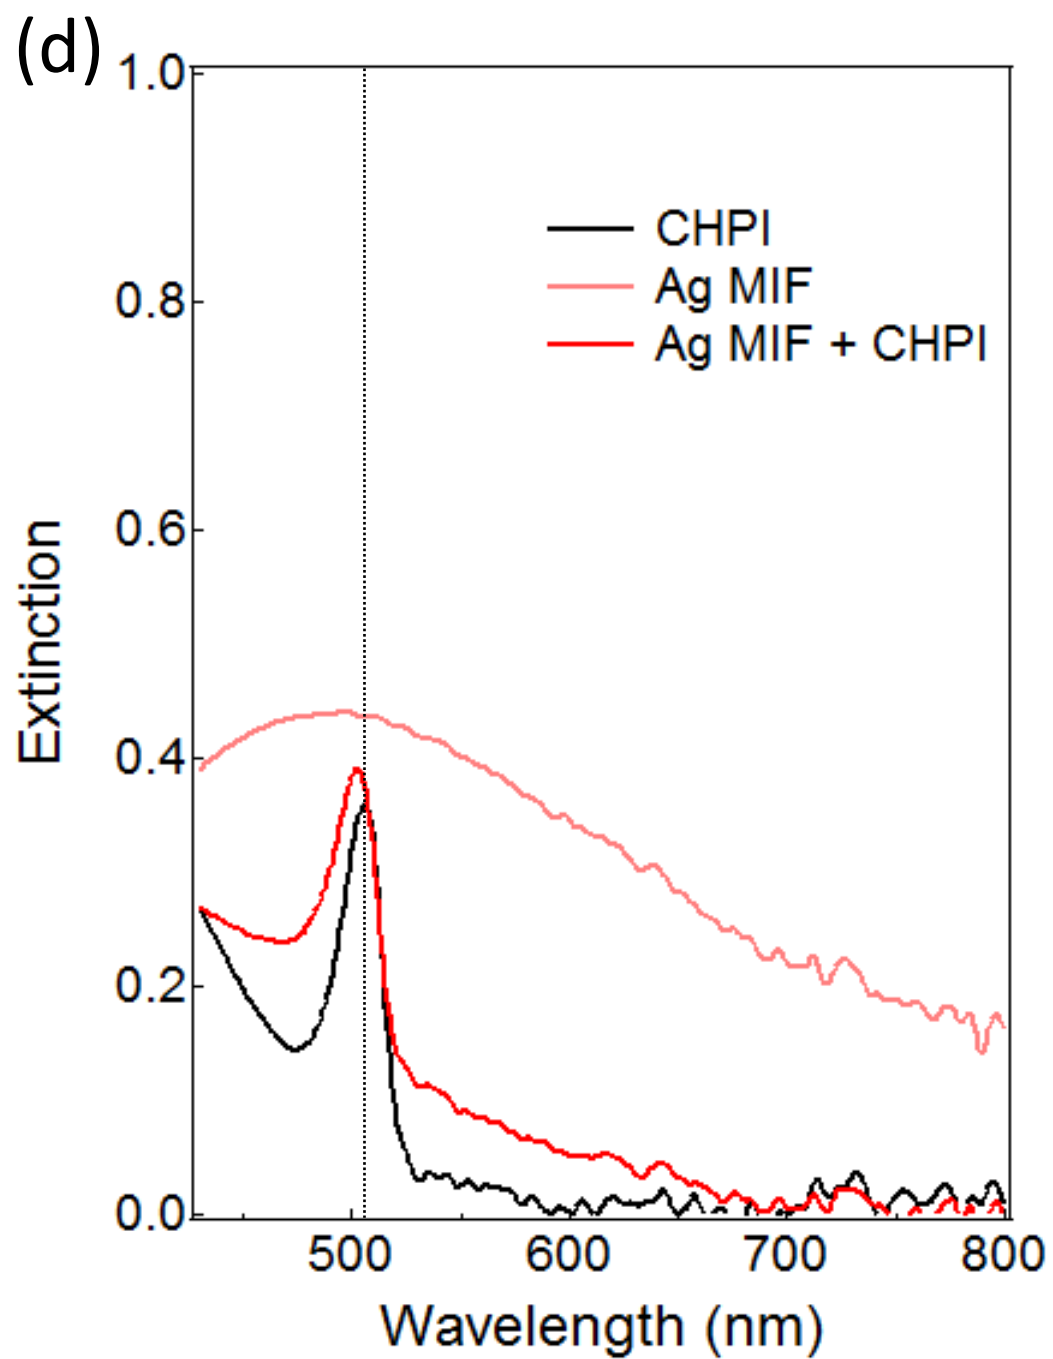 (d)
1.0
0.8
0.6
0.4
0.2
0.0
Extinction
CHPI
Ag MIF
Ag MIF + CHPI
500 600 700 800
Wavelength (nm)